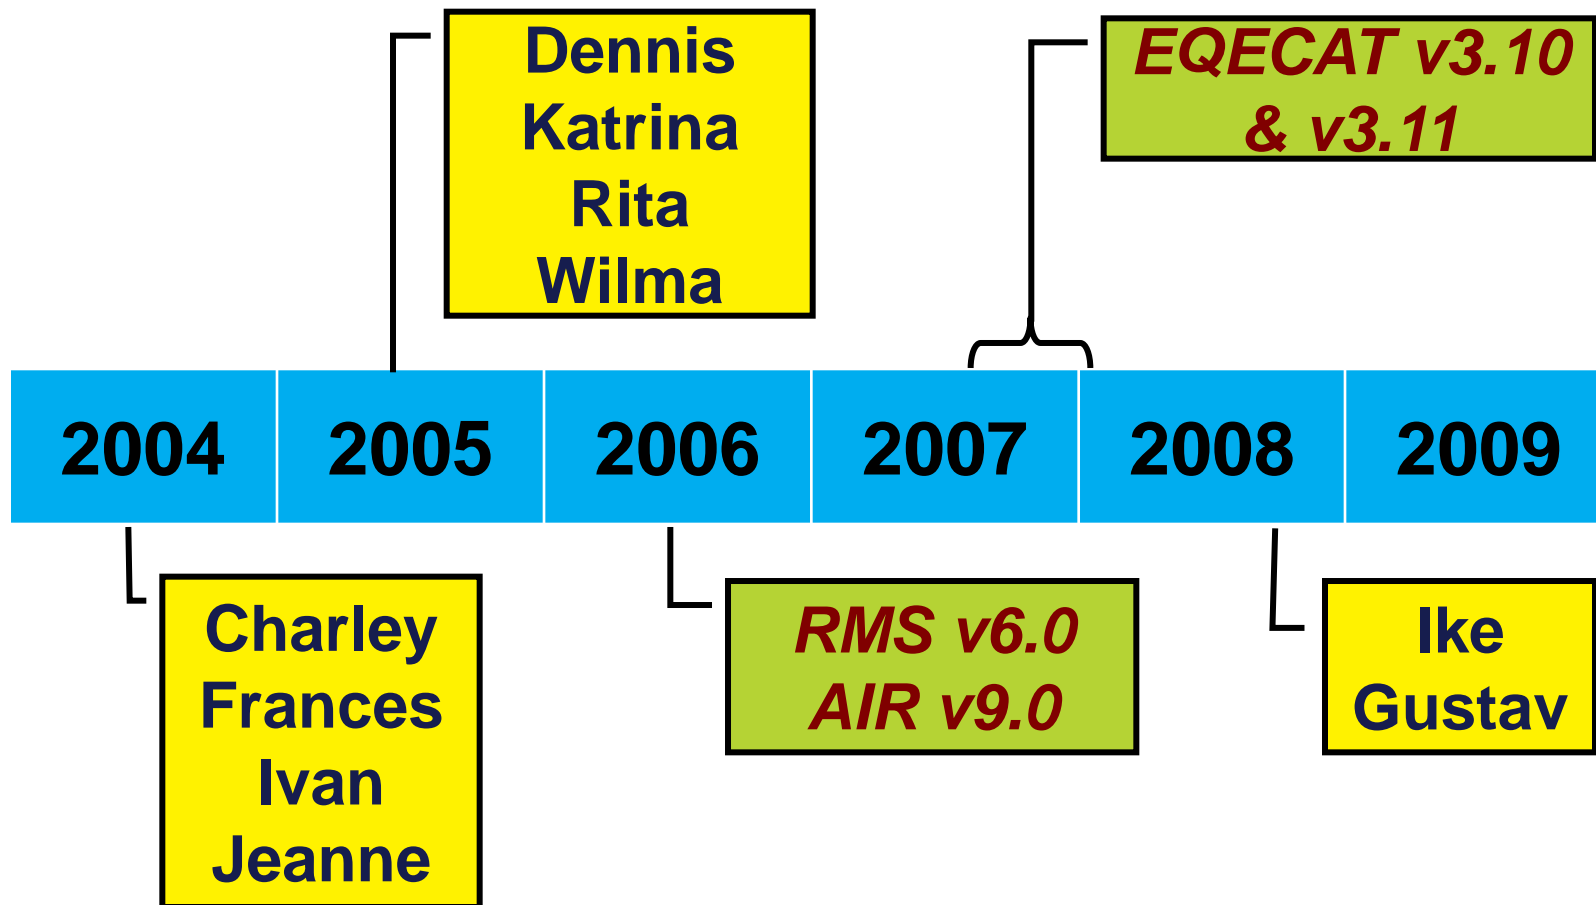 Dennis
Katrina
Rita
Wilma
EQECAT v3.10
& v3.11
2004 2005 2006 2007 2008 2009
Charley
Frances
Ivan
Jeanne
RMS v6.0
AIR v9.0
Ike
Gustav